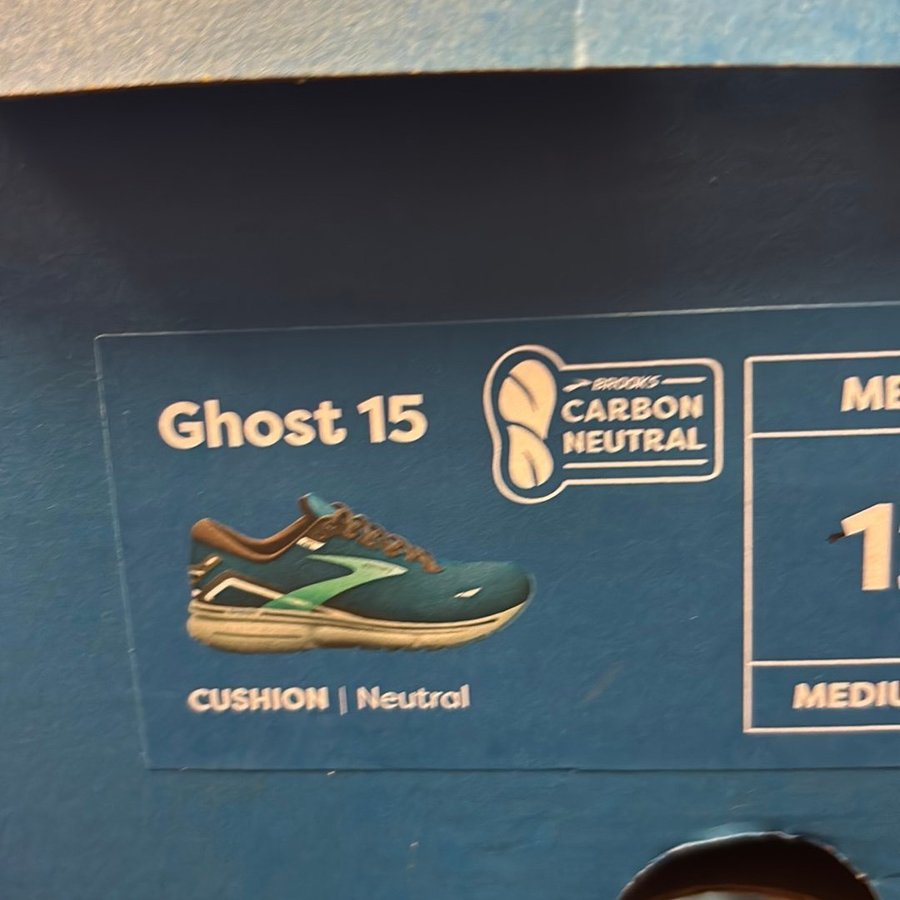 Ghost 15
BROOKS
CARBON
NEUTRAL
CUSHION | Neutral